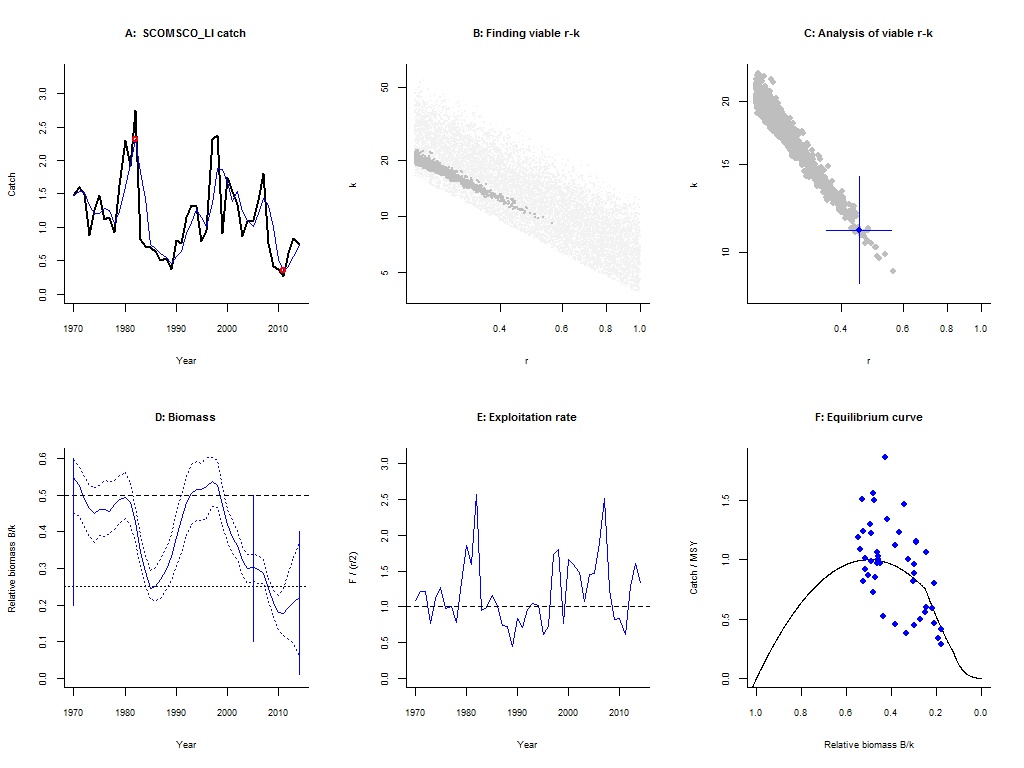 A:  SCOMSCO_LI catch
B: Finding viable r-k
C: Analysis of viable r-k
Catch
0.0 0.5 1.0 1.5 2.0 2.5 3.0
1970 1980 1990 2000 2010
Year
k
5 10 20 50
0.4 0.6 0.8 1.0
r
k
10 15 20
0.4 0.6 0.8 1.0
r
D: Biomass
E: Exploitation rate
F: Equilibrium curve
Relative biomass B/k
0.0 0.1 0.2 0.3 0.4 0.5 0.6
1970 1980 1990 2000 2010
Year
F / (r/2)
0.0 0.5 1.0 1.5 2.0 2.5 3.0
1970 1980 1990 2000 2010
Year
Catch / MSY
0.0 0.5 1.0 1.5
1.0 0.8 0.6 0.4 0.2 0.0
Relative biomass B/k